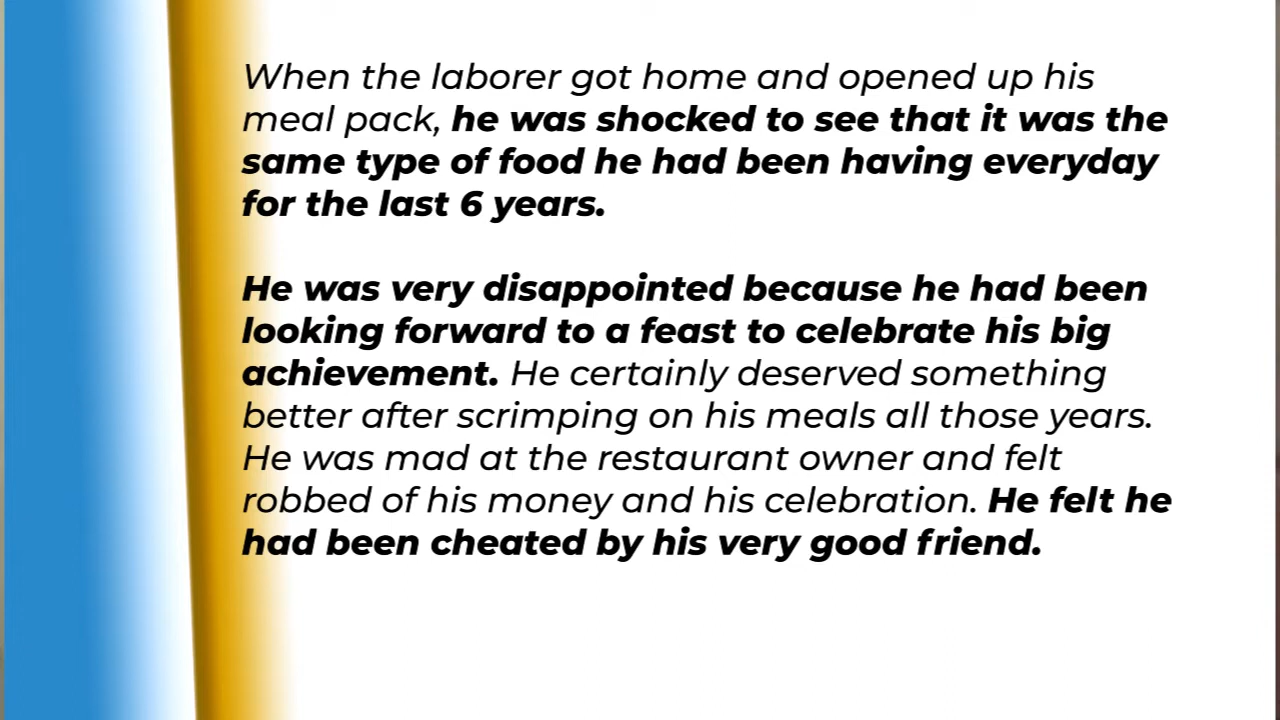 When the laborer got home and opened up his
meal pack, he was shocked to see that it was the
same type of food he had been having everyday
for the last 6 years.
He was very disappointed because he had been
looking forward to a feast to celebrate his big
achievement. He certainly deserved something
better after scrimping on his meals all those years.
He was mad at the restaurant owner and felt
robbed of his money and his celebration. He felt he
had been cheated by his very good friend.